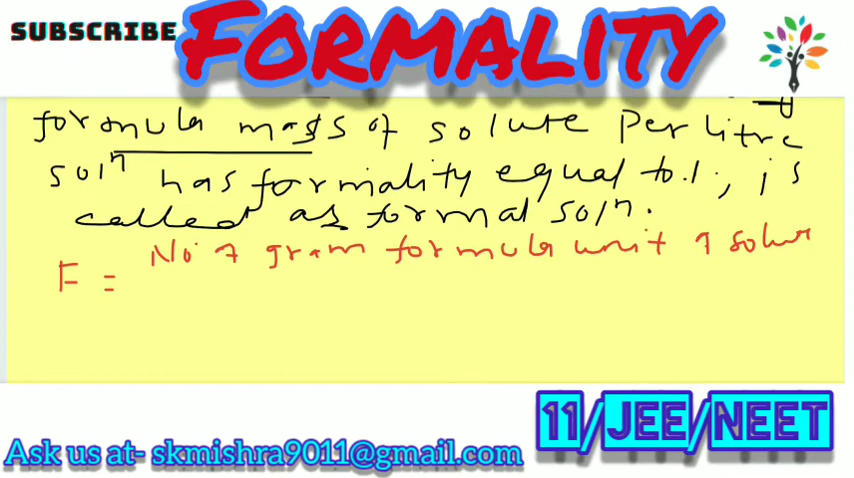 SUBSCRIBE
FORMALITY
formula mass of solute Per litre
solⁿ has formality equal to 1, is
called as formal solⁿ.
F = No of gram formula unit of solute
11/JEE/NEET
Ask us at- skmishra9011@gmail.com